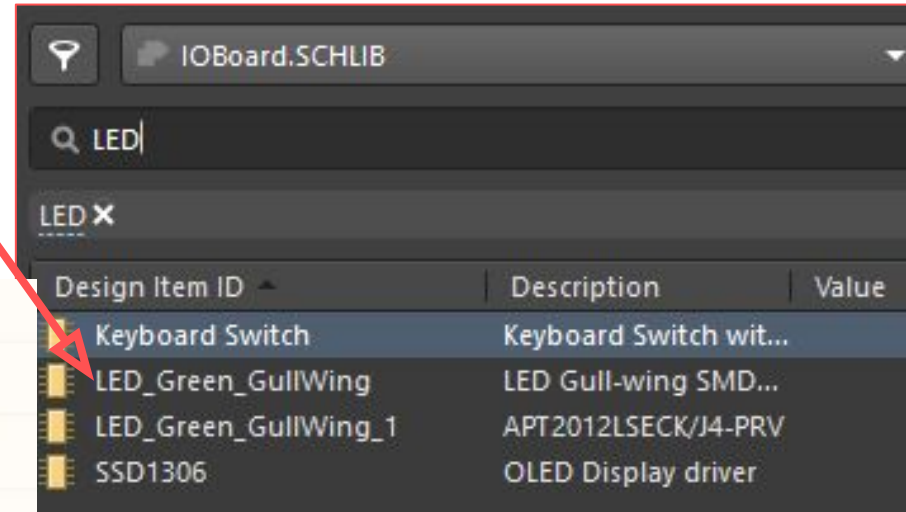 IOBoard.SCHLIB
LED
LED ×
Design Item ID Description Value
Keyboard Switch Keyboard Switch wit...
LED_Green_GullWing LED Gull-wing SMD...
LED_Green_GullWing_1 APT2012LSECK/J4-PRV
SSD1306 OLED Display driver